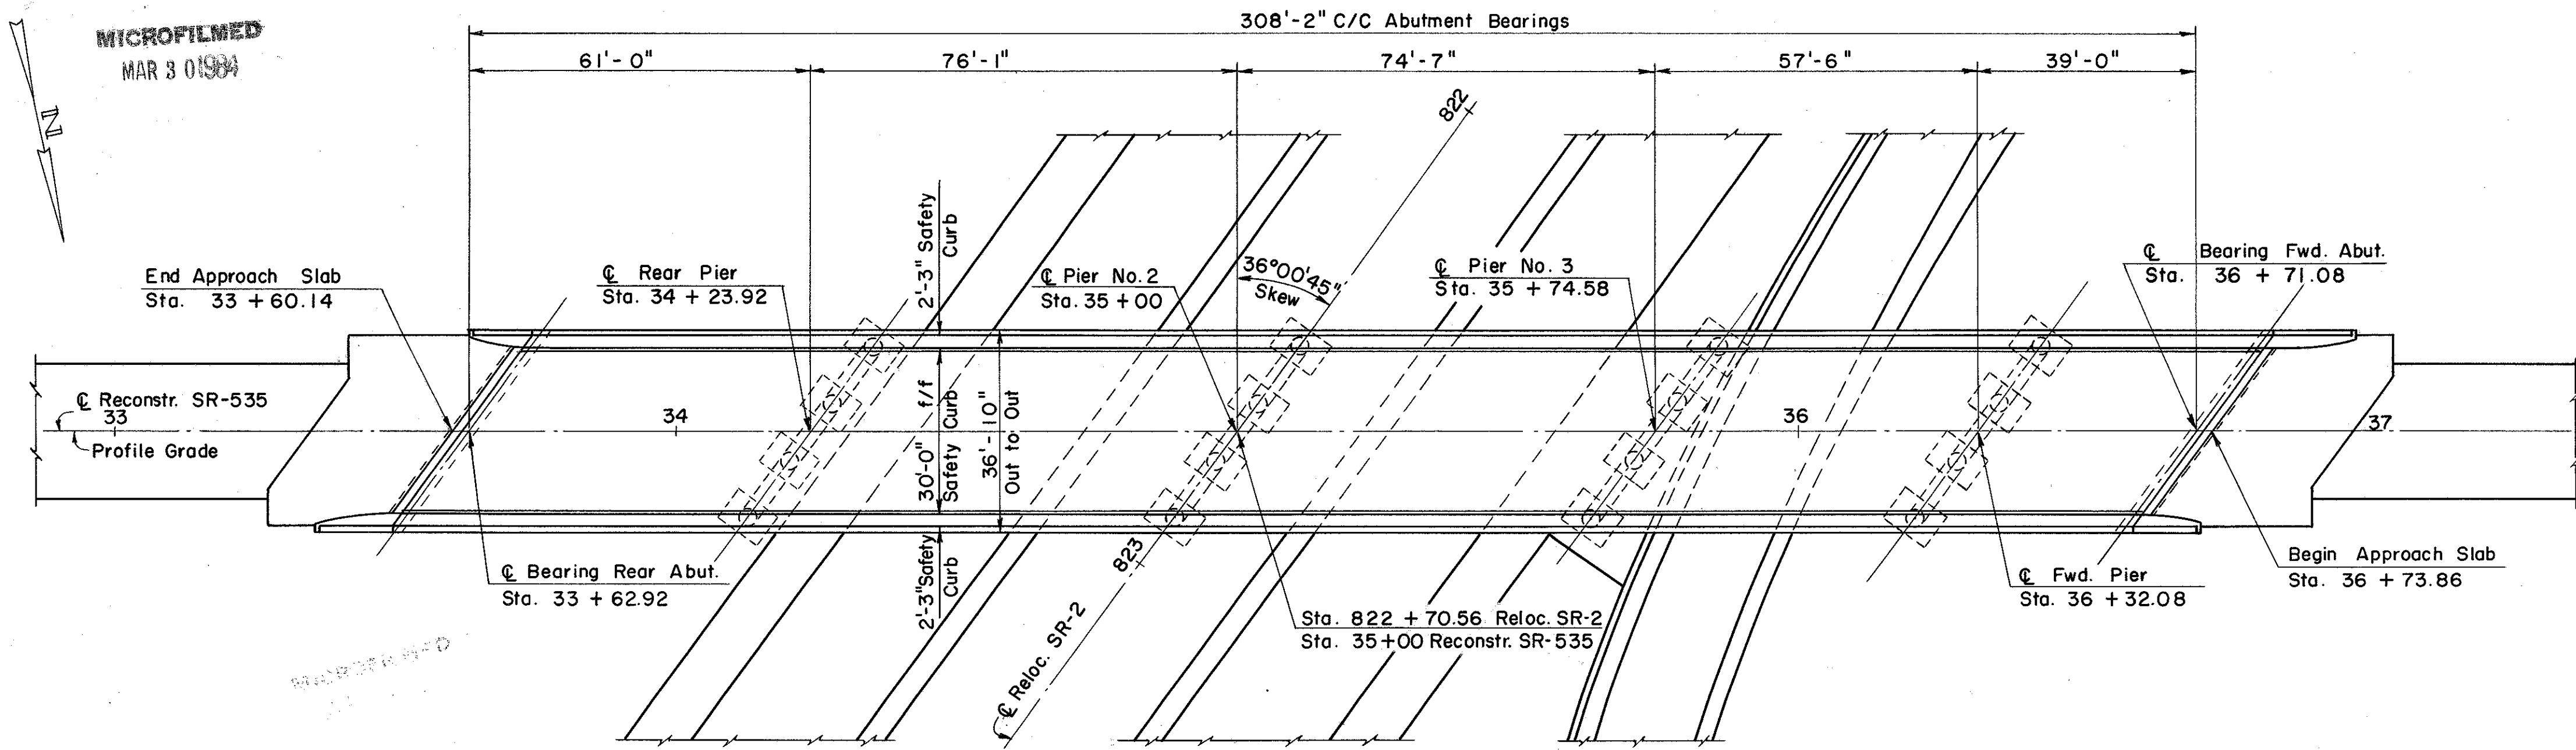 MICROFILMED
MAR 30 1984
N
308'-2" C/C Abutment Bearings
61'-0"
76'-1"
74'-7"
57'-6"
39'-0"
822
2'-3" Safety
Curb
36°00'45"
Skew
End Approach Slab
Sta. 33 + 60.14
℄ Rear Pier
Sta. 34 + 23.92
℄ Pier No. 2
Sta. 35 + 00
℄ Pier No. 3
Sta. 35 + 74.58
℄ Bearing Fwd. Abut.
Sta. 36 + 71.08
℄ Reconstr. SR-535
33
34
36
37
Profile Grade
30'-0" f/f
Safety Curb
36'-10"
Out to Out
823
2'-3" Safety
Curb
℄ Bearing Rear Abut.
Sta. 33 + 62.92
℄ Reloc. SR-2
Sta. 822 + 70.56 Reloc. SR-2
Sta. 35+00 Reconstr. SR-535
℄ Fwd. Pier
Sta. 36 + 32.08
Begin Approach Slab
Sta. 36 + 73.86
MICROFILMED